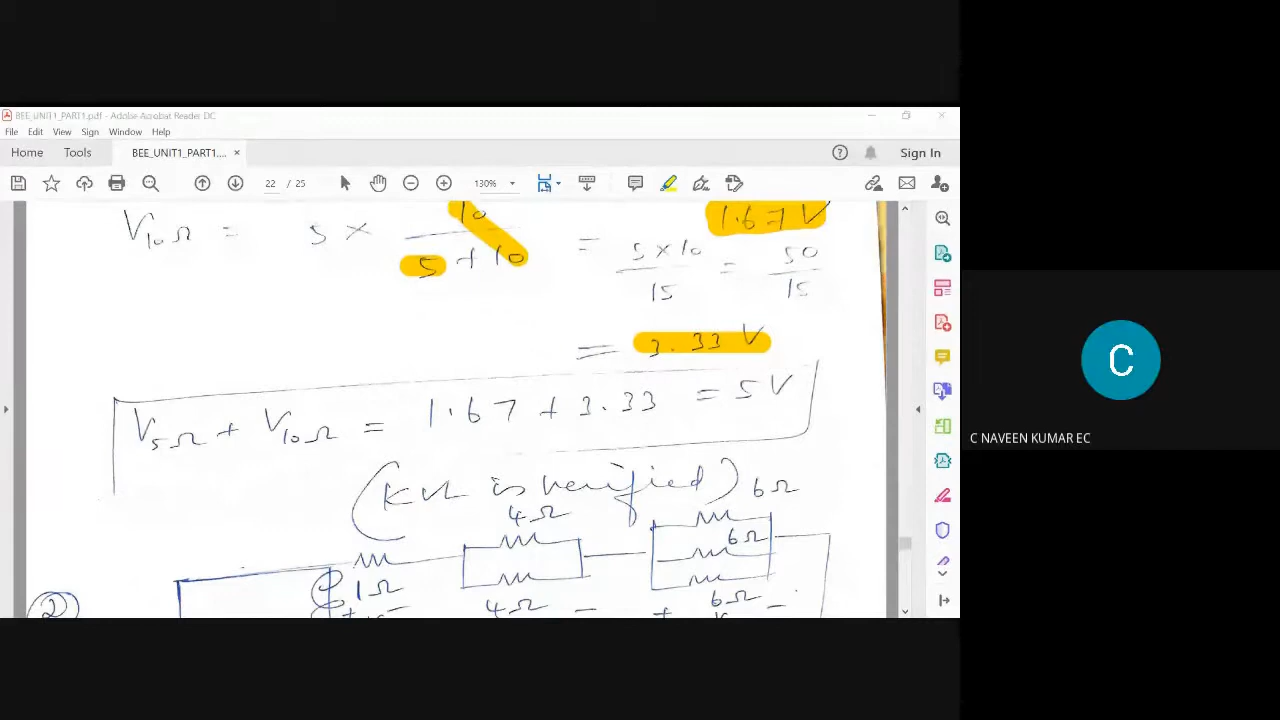 BEE_UNIT1_PART1.pdf - Adobe Acrobat Reader DC
File Edit View Sign Window Help
Home Tools BEE_UNIT1_PART1.... × Sign In
22 / 25 130%
V10Ω = 5 × 10 / 5 + 10 = 5 × 10 / 15 = 50 / 15
1.67 V
= 3.33 V
V5Ω + V10Ω = 1.67 + 3.33 = 5 V
(KVL is verified)
6Ω
4Ω
6Ω
1Ω
4Ω
6Ω
2
C
C NAVEEN KUMAR EC